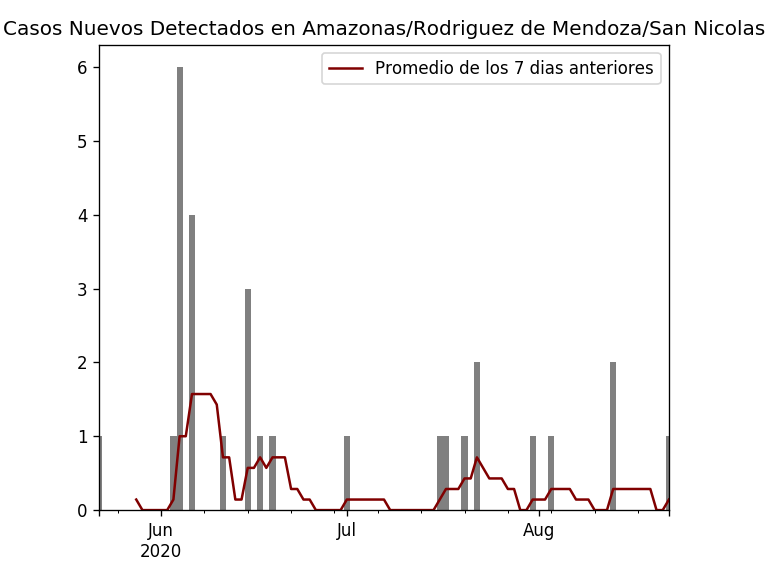 Casos Nuevos Detectados en Amazonas/Rodriguez de Mendoza/San Nicolas
Promedio de los 7 dias anteriores
6
5
4
3
2
1
0
Jun
2020
Jul
Aug